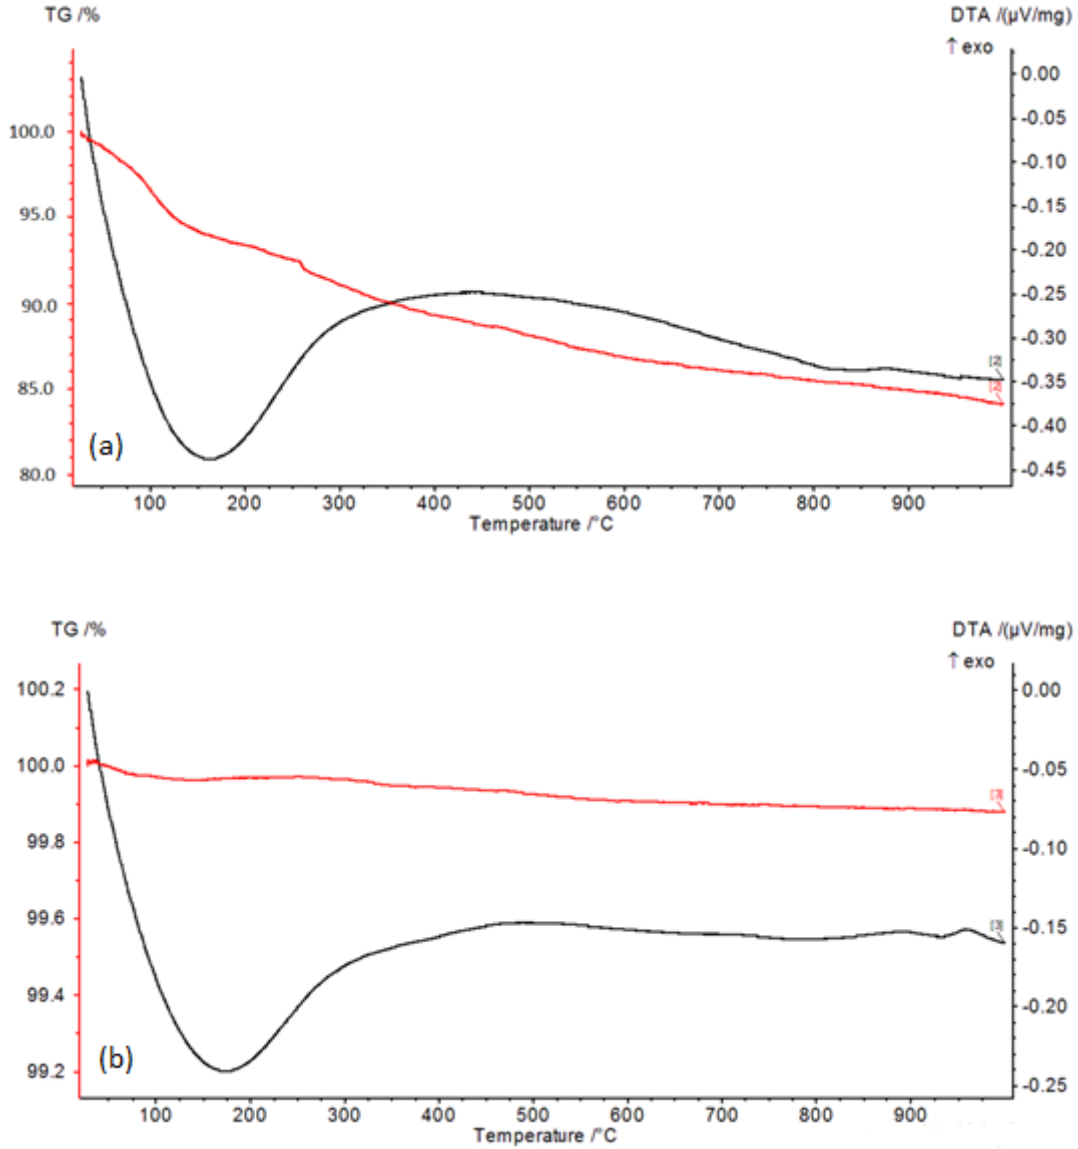 TG /%
DTA /(µV/mg)
↑ exo
100.0
95.0
90.0
85.0
80.0
0.00
-0.05
-0.10
-0.15
-0.20
-0.25
-0.30
-0.35
-0.40
-0.45
(a)
100 200 300 400 500 600 700 800 900
Temperature /°C
TG /%
DTA /(µV/mg)
↑ exo
100.2
100.0
99.8
99.6
99.4
99.2
0.00
-0.05
-0.10
-0.15
-0.20
-0.25
(b)
100 200 300 400 500 600 700 800 900
Temperature /°C